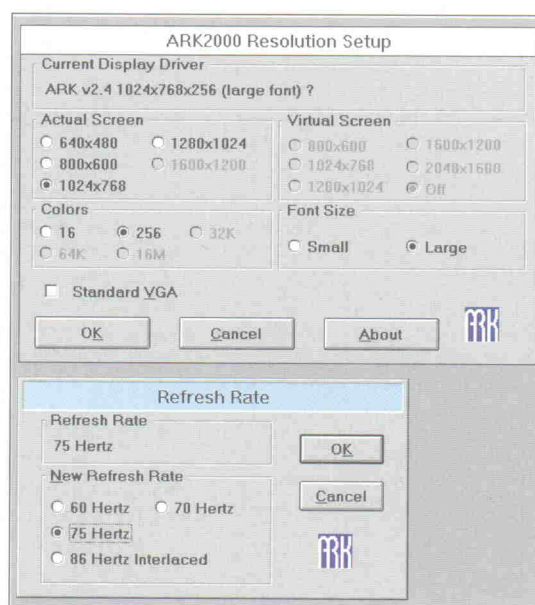 ARK2000 Resolution Setup
Current Display Driver
ARK v2.4 1024x768x256 (large font) ?
Actual Screen
640x480 1280x1024
800x600 1600x1200
1024x768
Virtual Screen
800x600 1600x1200
1024x768 2048x1600
1280x1024 Off
Colors
16 256 32K
64K 16M
Font Size
Small Large
Standard VGA
OK Cancel About ARK
Refresh Rate
Refresh Rate
75 Hertz
OK
New Refresh Rate
Cancel
60 Hertz 70 Hertz
75 Hertz
86 Hertz Interlaced
ARK